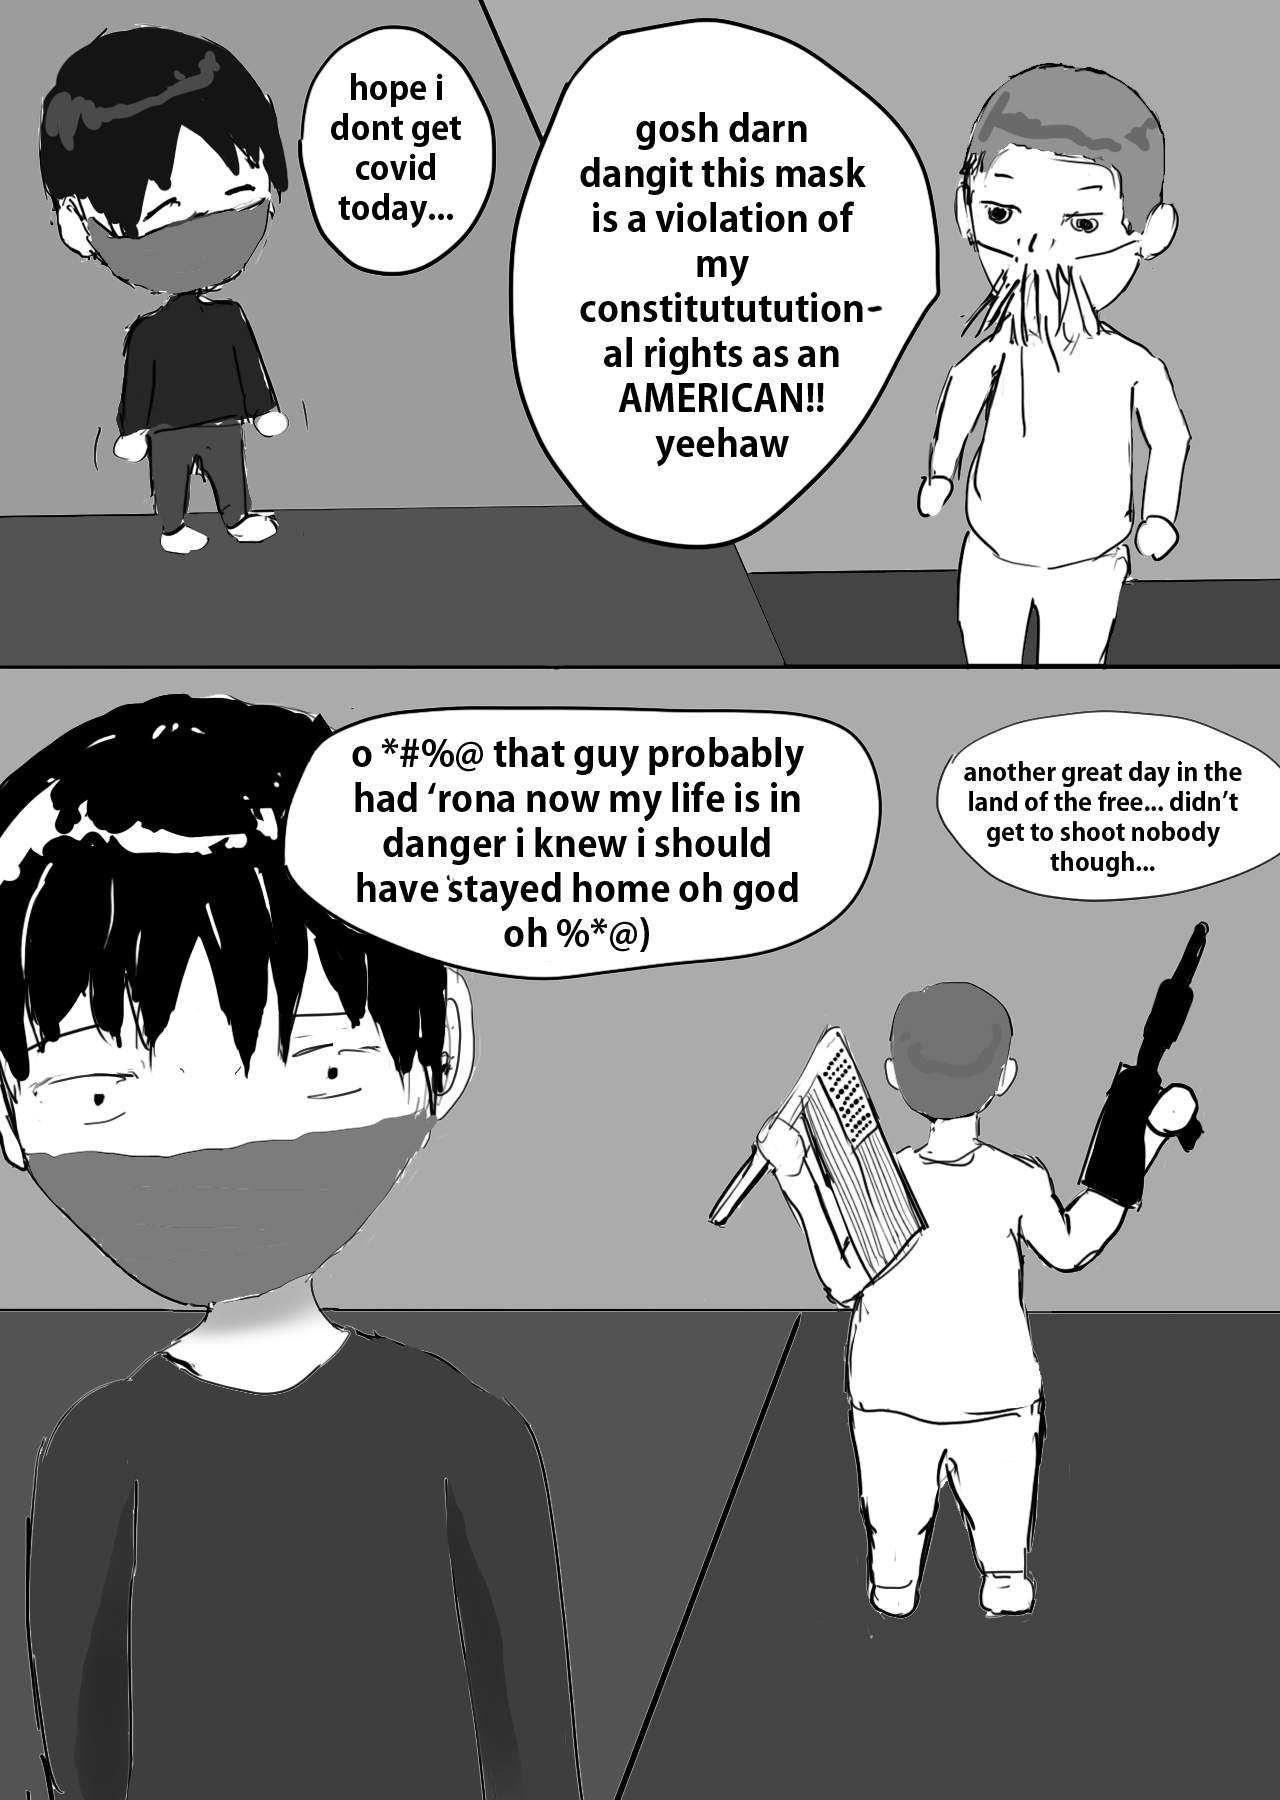 hope i
dont get
covid
today...
gosh darn
dangit this mask
is a violation of
my
constitututution-
al rights as an
AMERICAN!!
yeehaw
o *#%@ that guy probably
had ‘rona now my life is in
danger i knew i should
have stayed home oh god
oh %*@)
another great day in the
land of the free... didn’t
get to shoot nobody
though...